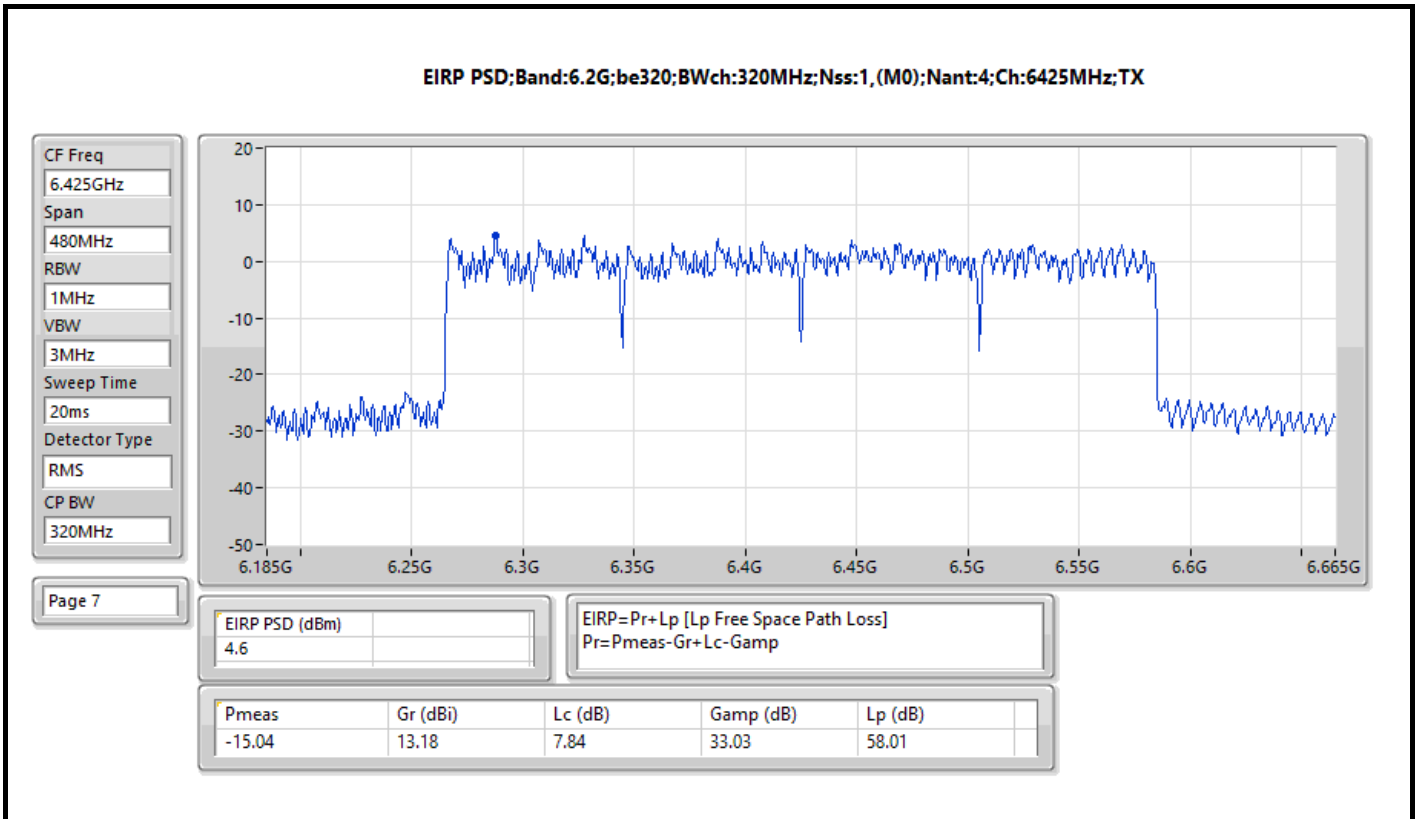 EIRP PSD;Band:6.2G;be320;BWch:320MHz;Nss:1,(M0);Nant:4;Ch:6425MHz;TX
CF Freq
6.425GHz
Span
480MHz
RBW
1MHz
VBW
3MHz
Sweep Time
20ms
Detector Type
RMS
CP BW
320MHz
Page 7
20
10
0
-10
-20
-30
-40
-50
6.185G 6.25G 6.3G 6.35G 6.4G 6.45G 6.5G 6.55G 6.6G 6.665G
EIRP PSD (dBm)
4.6
EIRP=Pr+Lp [Lp Free Space Path Loss]
Pr=Pmeas-Gr+Lc-Gamp
Pmeas Gr (dBi) Lc (dB) Gamp (dB) Lp (dB)
-15.04 13.18 7.84 33.03 58.01